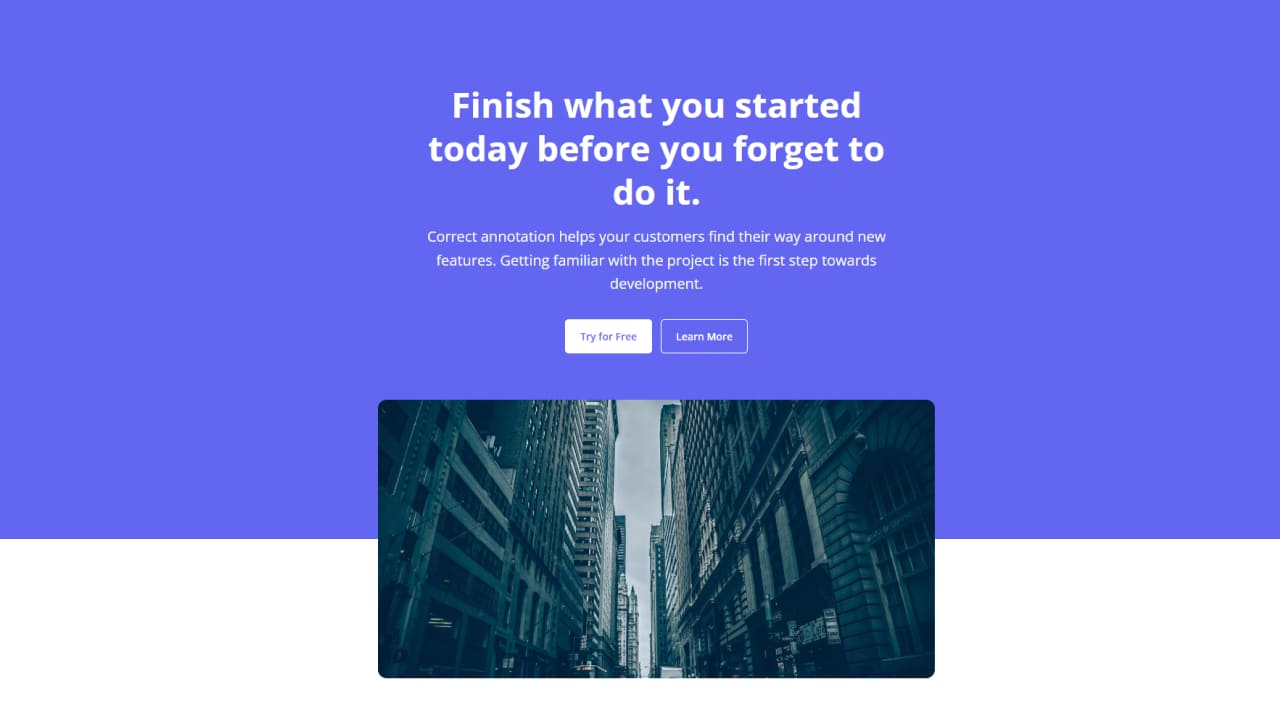 Finish what you started
today before you forget to
do it.
Correct annotation helps your customers find their way around new
features. Getting familiar with the project is the first step towards
development.
Try for Free
Learn More